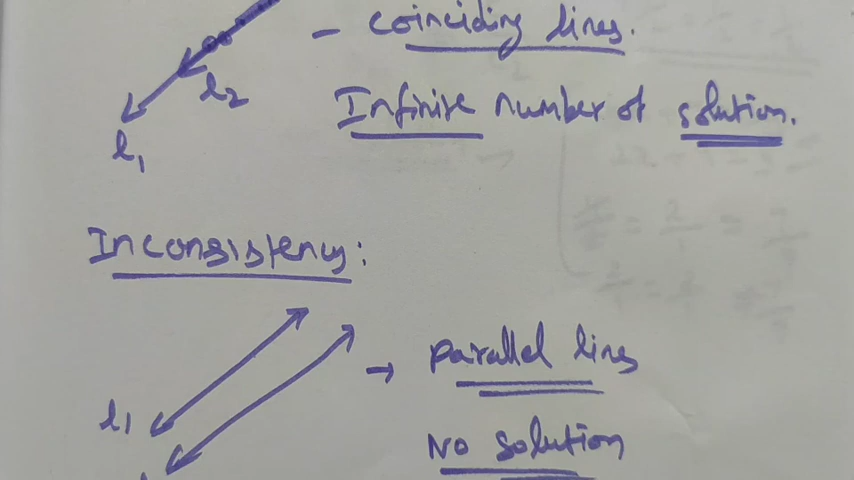 - coinciding lines.
l2
Infinite number of solution.
l1
Inconsistency:
→ parallel lines
l1
No solution